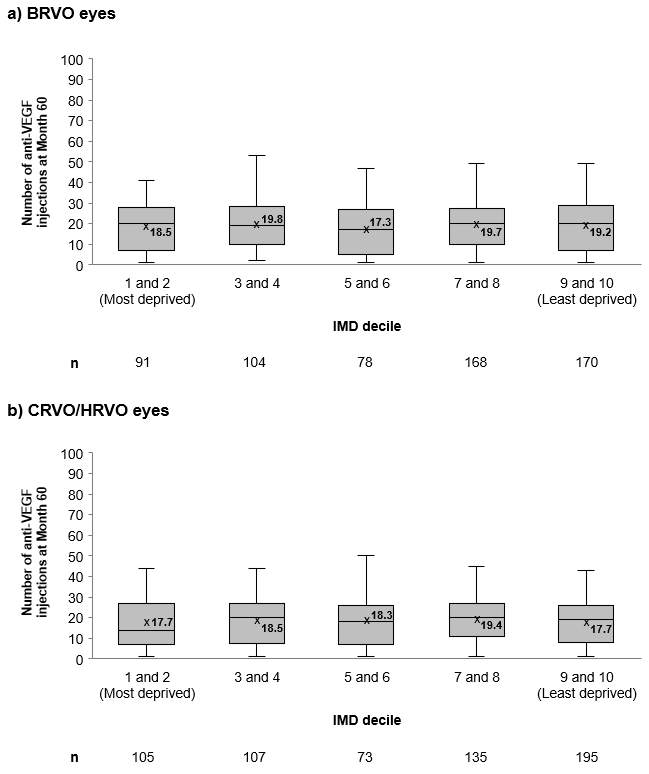 a) BRVO eyes
Number of anti-VEGF
injections at Month 60
100
90
80
70
60
50
40
30
20
10
0
x 18.5
x 19.8
x 17.3
x 19.7
x 19.2
1 and 2 3 and 4 5 and 6 7 and 8 9 and 10
(Most deprived) (Least deprived)
IMD decile
n 91 104 78 168 170
b) CRVO/HRVO eyes
Number of anti-VEGF
injections at Month 60
100
90
80
70
60
50
40
30
20
10
0
x 17.7
x 18.5
x 18.3
x 19.4
x 17.7
1 and 2 3 and 4 5 and 6 7 and 8 9 and 10
(Most deprived) (Least deprived)
IMD decile
n 105 107 73 135 195